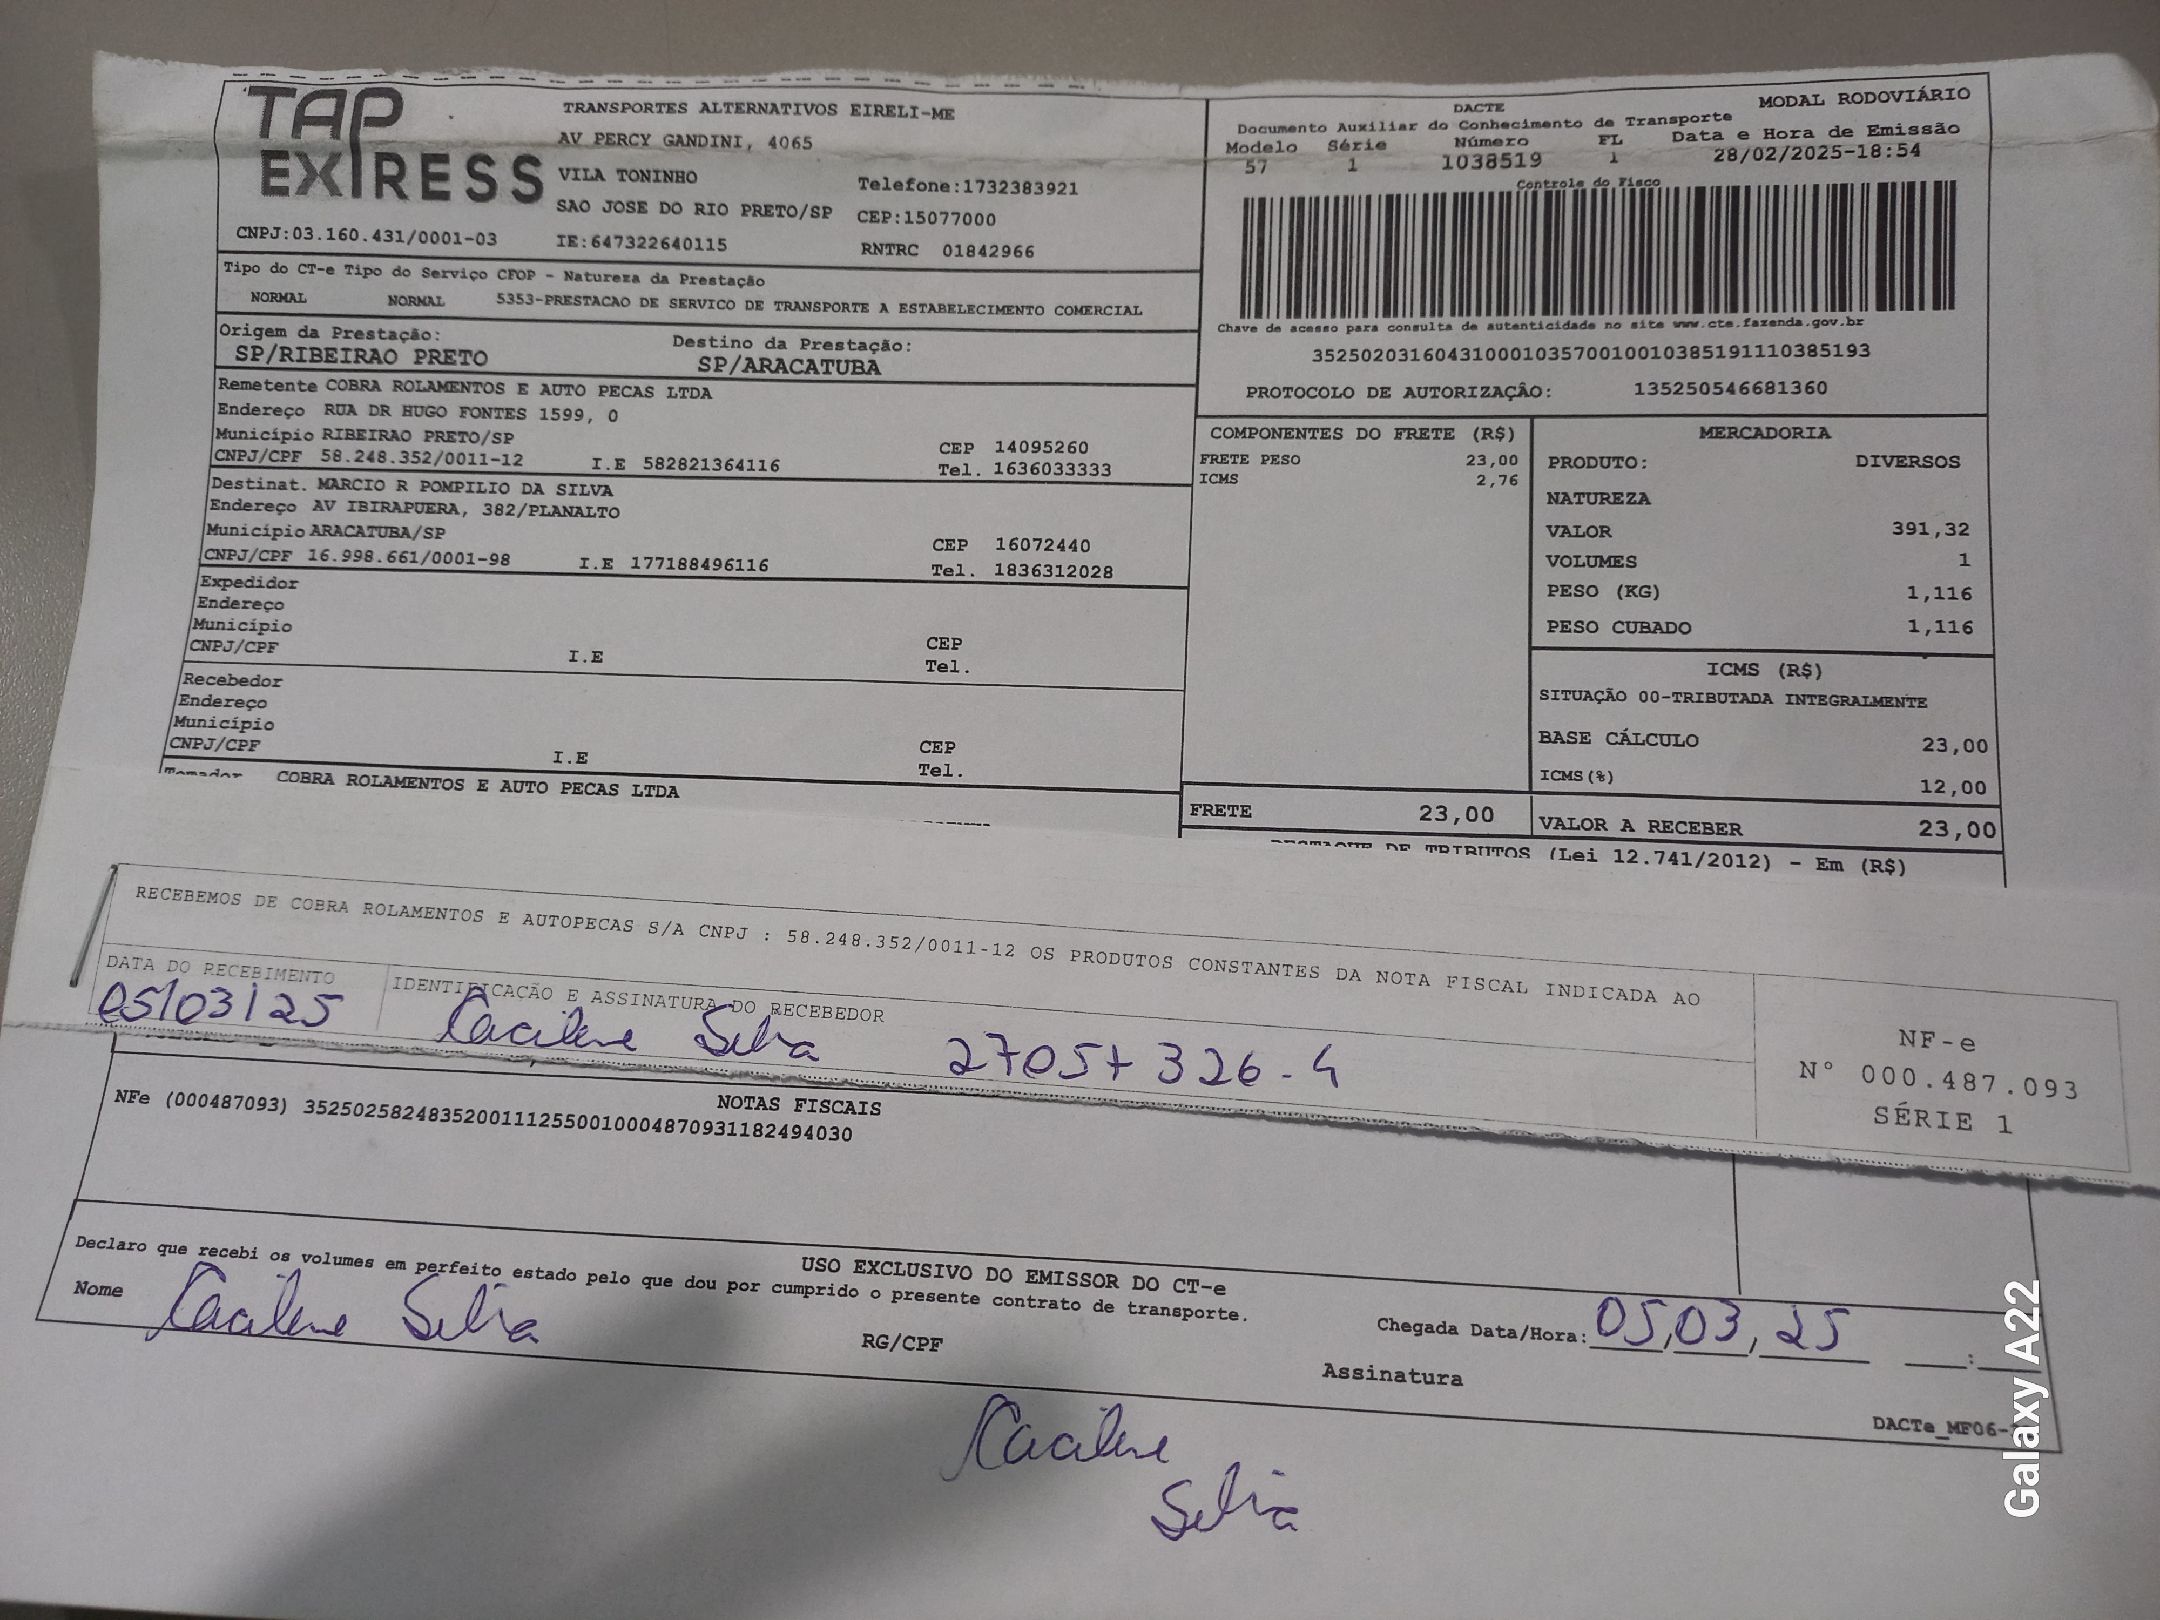 TAP EXPRESS
TRANSPORTES ALTERNATIVOS EIRELI-ME
AV PERCY GANDINI, 4065
VILA TONINHO
Telefone:1732383921
SAO JOSE DO RIO PRETO/SP CEP:15077000
CNPJ:03.160.431/0001-03 IE:647322640115 RNTRC 01842966
DACTE MODAL RODOVIÁRIO
Documento Auxiliar do Conhecimento de Transporte
Modelo Série Número FL Data e Hora de Emissão
57 1 1038519 1 28/02/2025-18:54
Controle do Fisco
Chave de acesso para consulta de autenticidade no site www.cte.fazenda.gov.br
35250203160431000103570010010385191110385193
PROTOCOLO DE AUTORIZAÇÃO: 135250546681360
Tipo do CT-e Tipo do Serviço CFOP - Natureza da Prestação
NORMAL NORMAL 5353-PRESTACAO DE SERVICO DE TRANSPORTE A ESTABELECIMENTO COMERCIAL
Origem da Prestação: Destino da Prestação:
SP/RIBEIRAO PRETO SP/ARACATUBA
Remetente COBRA ROLAMENTOS E AUTO PECAS LTDA
Endereço RUA DR HUGO FONTES 1599, 0
Município RIBEIRAO PRETO/SP CEP 14095260
CNPJ/CPF 58.248.352/0011-12 I.E 582821364116 Tel. 1636033333
Destinat. MARCIO R POMPILIO DA SILVA
Endereço AV IBIRAPUERA, 382/PLANALTO
Município ARACATUBA/SP CEP 16072440
CNPJ/CPF 16.998.661/0001-98 I.E 177188496116 Tel. 1836312028
Expedidor
Endereço
Município CEP
CNPJ/CPF I.E Tel.
Recebedor
Endereço
Município CEP
CNPJ/CPF I.E Tel.
Tomador COBRA ROLAMENTOS E AUTO PECAS LTDA
COMPONENTES DO FRETE (R$)
FRETE PESO 23,00
ICMS 2,76
MERCADORIA
PRODUTO: DIVERSOS
NATUREZA
VALOR 391,32
VOLUMES 1
PESO (KG) 1,116
PESO CUBADO 1,116
ICMS (R$)
SITUAÇÃO 00-TRIBUTADA INTEGRALMENTE
BASE CÁLCULO 23,00
ICMS(%) 12,00
FRETE 23,00 VALOR A RECEBER 23,00
DESTAQUE DE TRIBUTOS (Lei 12.741/2012) - Em (R$)
RECEBEMOS DE COBRA ROLAMENTOS E AUTOPECAS S/A CNPJ : 58.248.352/0011-12 OS PRODUTOS CONSTANTES DA NOTA FISCAL INDICADA AO
DATA DO RECEBIMENTO IDENTIFICAÇÃO E ASSINATURA DO RECEBEDOR
05/03/25 Cacilene Silva 27057326-4
NF-e
N° 000.487.093
SÉRIE 1
NOTAS FISCAIS
NFe (000487093) 35250258248352001112550010004870931182494030
USO EXCLUSIVO DO EMISSOR DO CT-e
Declaro que recebi os volumes em perfeito estado pelo que dou por cumprido o presente contrato de transporte.
Nome Cacilene Silva RG/CPF Chegada Data/Hora: 05,03,25
Assinatura
Cacilene
Silva
DACTe_MF06-
Galaxy A22